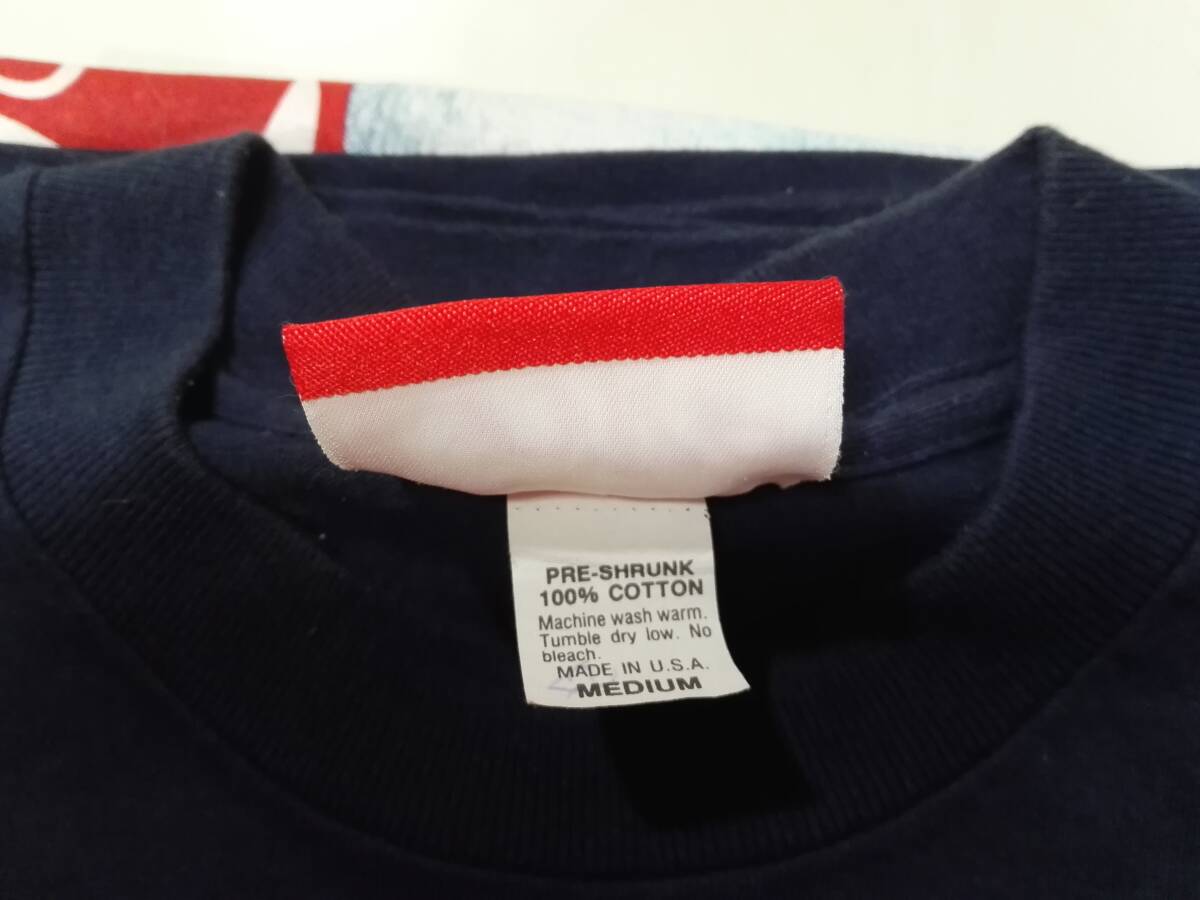 PRE-SHRUNK
100% COTTON
Machine wash warm.
Tumble dry low. No
bleach.
MADE IN U.S.A.
MEDIUM